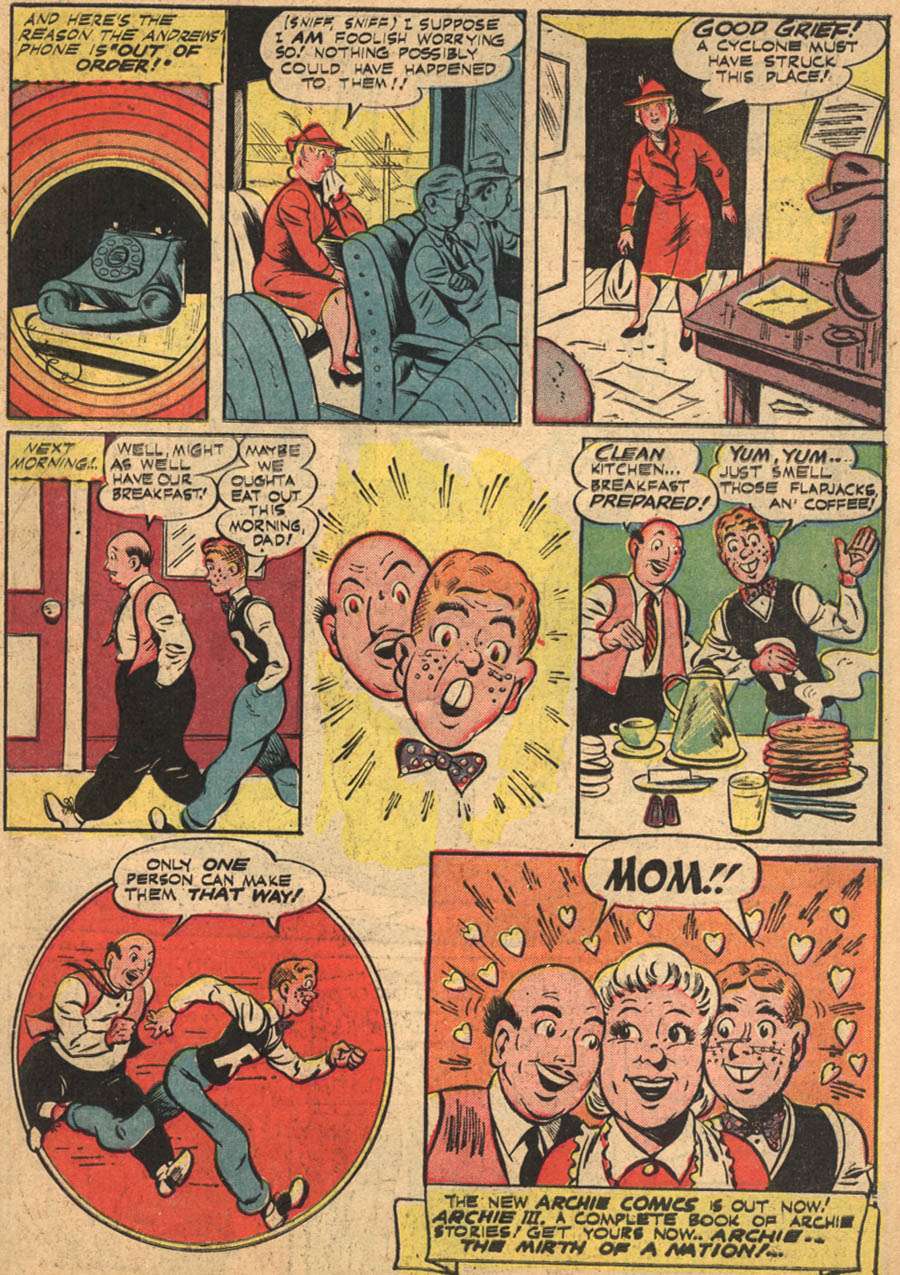 AND HERE'S THE
REASON THE ANDREWS'
PHONE IS "OUT OF
ORDER!"
(SNIFF, SNIFF) I SUPPOSE
I AM FOOLISH WORRYING
SO! NOTHING POSSIBLY
COULD HAVE HAPPENED
TO THEM!!
GOOD GRIEF!
A CYCLONE MUST
HAVE STRUCK
THIS PLACE!
NEXT
MORNING!.
WELL, MIGHT
AS WELL
HAVE OUR
BREAKFAST!
MAYBE
WE
OUGHTA
EAT OUT
THIS
MORNING,
DAD!
CLEAN
KITCHEN...
BREAKFAST
PREPARED!
YUM, YUM....
JUST SMELL
THOSE FLAPJACKS,
AN' COFFEE!
ONLY ONE
PERSON CAN MAKE
THEM THAT WAY!
MOM!!
THE NEW ARCHIE COMICS IS OUT NOW!
ARCHIE III. A COMPLETE BOOK OF ARCHIE
STORIES! GET YOURS NOW.. ARCHIE...
THE MIRTH OF A NATION!...